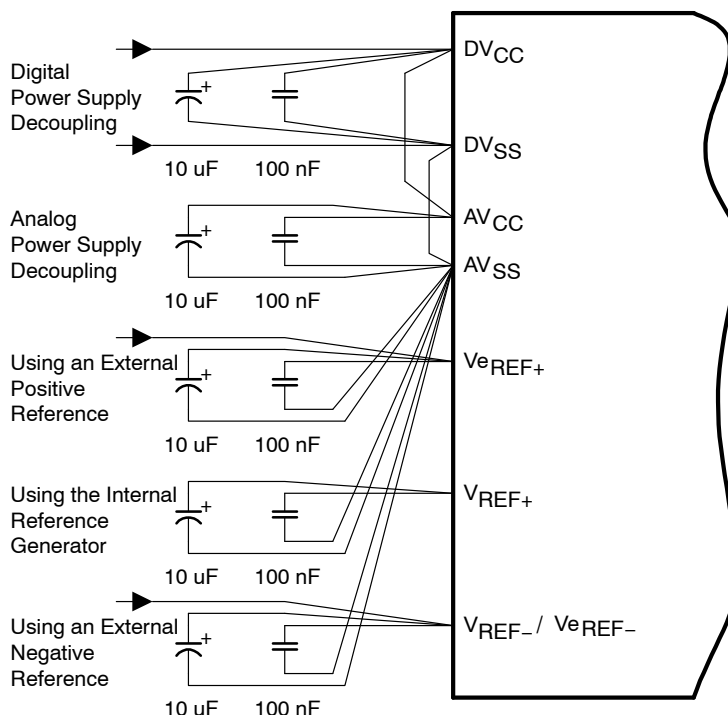 Digital
Power Supply
Decoupling
+
10 uF 100 nF
DVCC
DVSS
Analog
Power Supply
Decoupling
+
10 uF 100 nF
AVCC
AVSS
Using an External
Positive
Reference
+
10 uF 100 nF
VeREF+
Using the Internal
Reference
Generator
+
10 uF 100 nF
VREF+
Using an External
Negative
Reference
+
10 uF 100 nF
VREF− / VeREF−